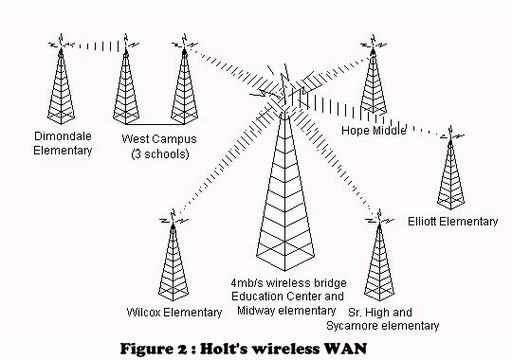 Dimondale
Elementary
West Campus
(3 schools)
Hope Middle
Elliott Elementary
Wilcox Elementary
4mb/s wireless bridge
Education Center and
Midway elementary
Sr. High and
Sycamore elementary
Figure 2 : Holt's wireless WAN